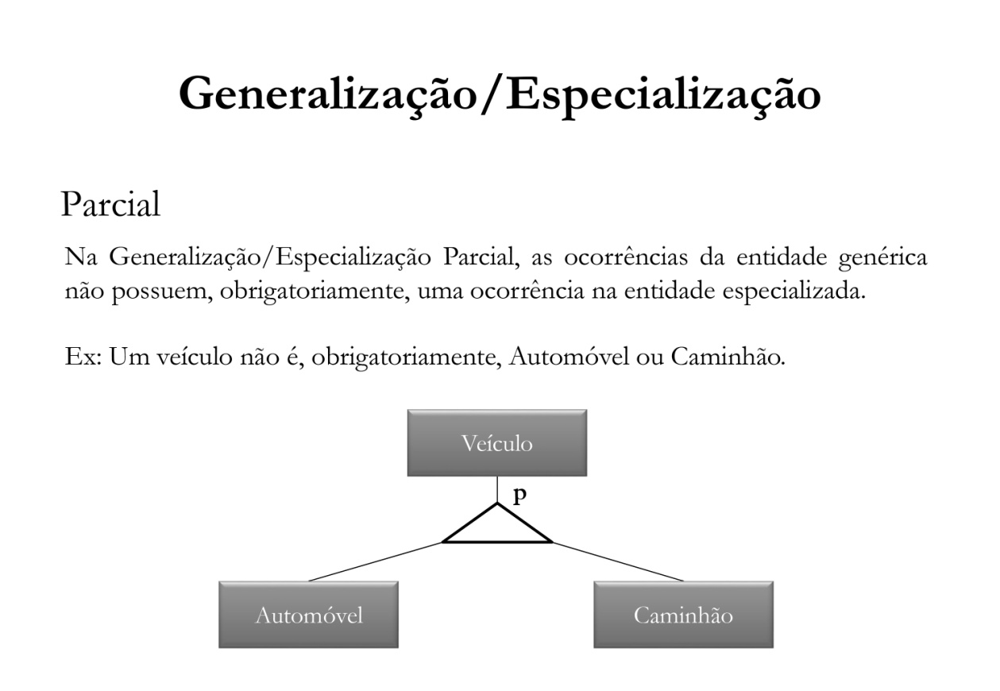 Generalização/Especialização
Parcial
Na Generalização/Especialização Parcial, as ocorrências da entidade genérica
não possuem, obrigatoriamente, uma ocorrência na entidade especializada.
Ex: Um veículo não é, obrigatoriamente, Automóvel ou Caminhão.
Veículo
p
Automóvel
Caminhão